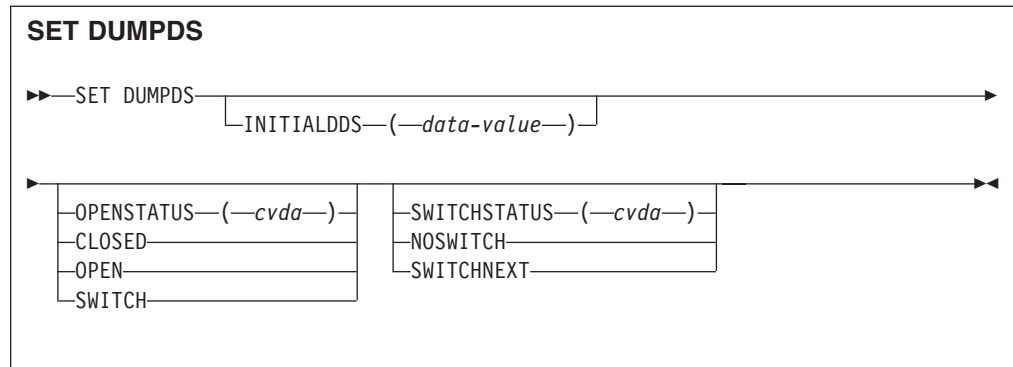 SET DUMPDS
SET DUMPDS
INITIALDDS ( data-value )
OPENSTATUS ( cvda ) SWITCHSTATUS ( cvda )
CLOSED NOSWITCH
OPEN SWITCHNEXT
SWITCH